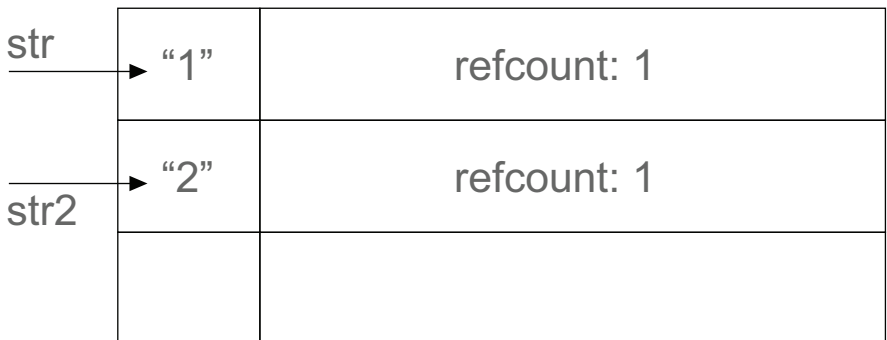 str
“1” refcount: 1
“2” refcount: 1
str2